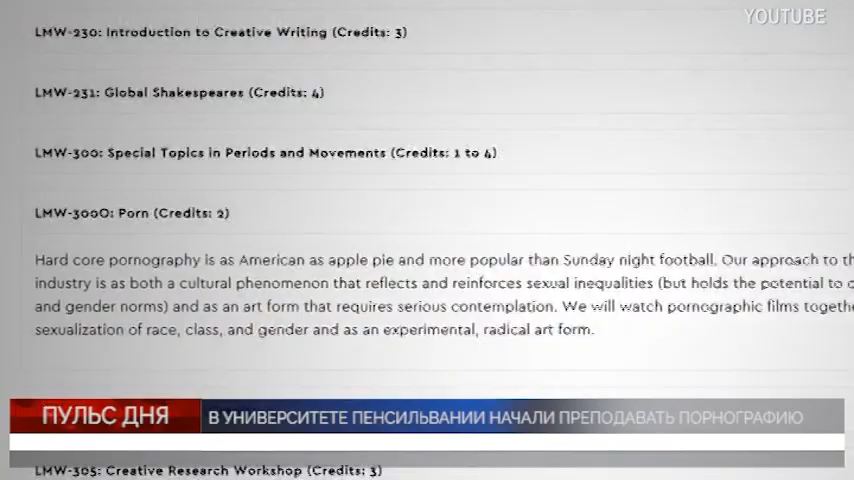 YOUTUBE
LMW-230: Introduction to Creative Writing (Credits: 3)
LMW-231: Global Shakespeares (Credits: 4)
LMW-300: Special Topics in Periods and Movements (Credits: 1 to 4)
LMW-300O: Porn (Credits: 2)
Hard core pornography is as American as apple pie and more popular than Sunday night football. Our approach to
industry is as both a cultural phenomenon that reflects and reinforces sexual inequalities (but holds the potential to
and gender norms) and as an art form that requires serious contemplation. We will watch pornographic films
sexualization of race, class, and gender and as an experimental, radical art form.
ПУЛЬС ДНЯ
В УНИВЕРСИТЕТЕ ПЕНСИЛЬВАНИИ НАЧАЛИ ПРЕПОДАВАТЬ ПОРНОГРАФИЮ
LMW-305: Creative Research Workshop (Credits: 3)